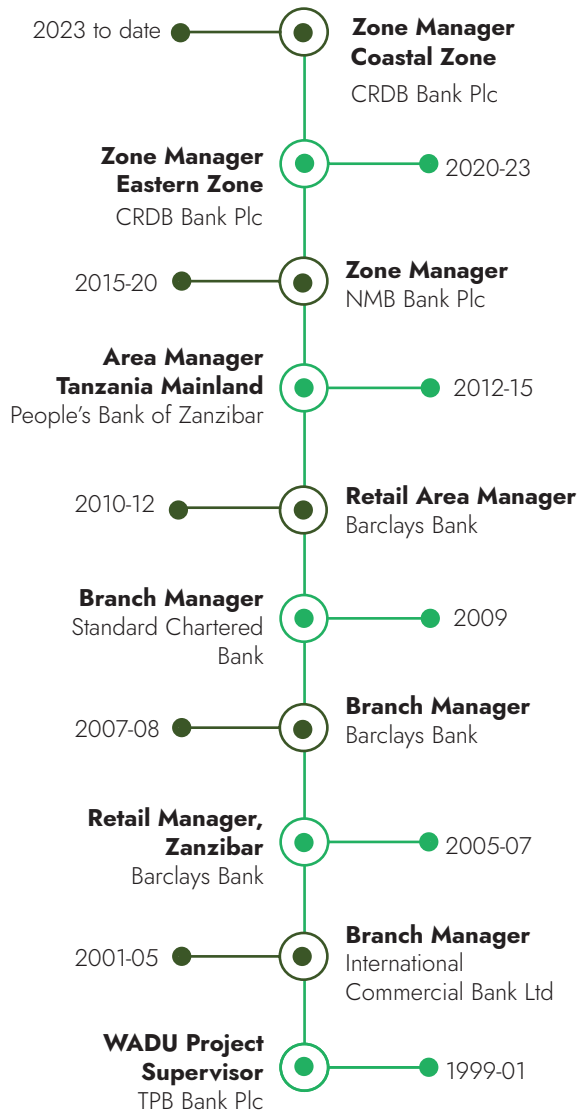 2023 to date
Zone Manager
Coastal Zone
CRDB Bank Plc
Zone Manager
Eastern Zone
CRDB Bank Plc
2020-23
2015-20
Zone Manager
NMB Bank Plc
Area Manager
Tanzania Mainland
People’s Bank of Zanzibar
2012-15
2010-12
Retail Area Manager
Barclays Bank
Branch Manager
Standard Chartered
Bank
2009
2007-08
Branch Manager
Barclays Bank
Retail Manager,
Zanzibar
Barclays Bank
2005-07
2001-05
Branch Manager
International
Commercial Bank Ltd
WADU Project
Supervisor
TPB Bank Plc
1999-01